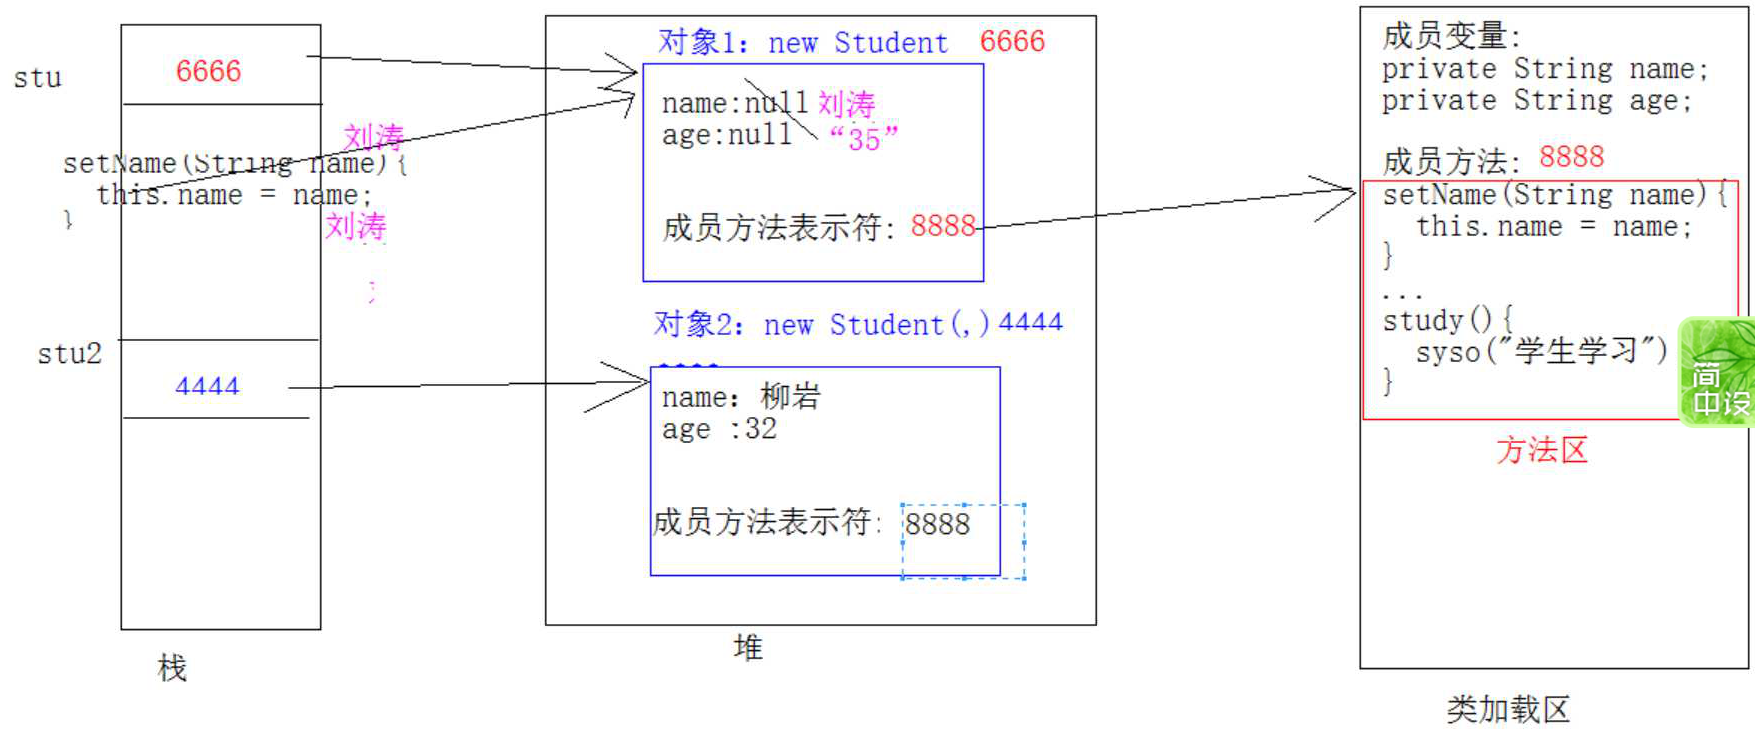 stu
6666
刘涛
setName(String name){
this.name = name;
}
刘涛
stu2
4444
栈
对象1: new Student 6666
name:null 刘涛
age:null “35”
成员方法表示符: 8888
对象2: new Student(,)4444
name: 柳岩
age :32
成员方法表示符: 8888
堆
成员变量:
private String name;
private String age;
成员方法: 8888
setName(String name){
this.name = name;
}
...
study(){
syso("学生学习")
}
方法区
类加载区
简
中设